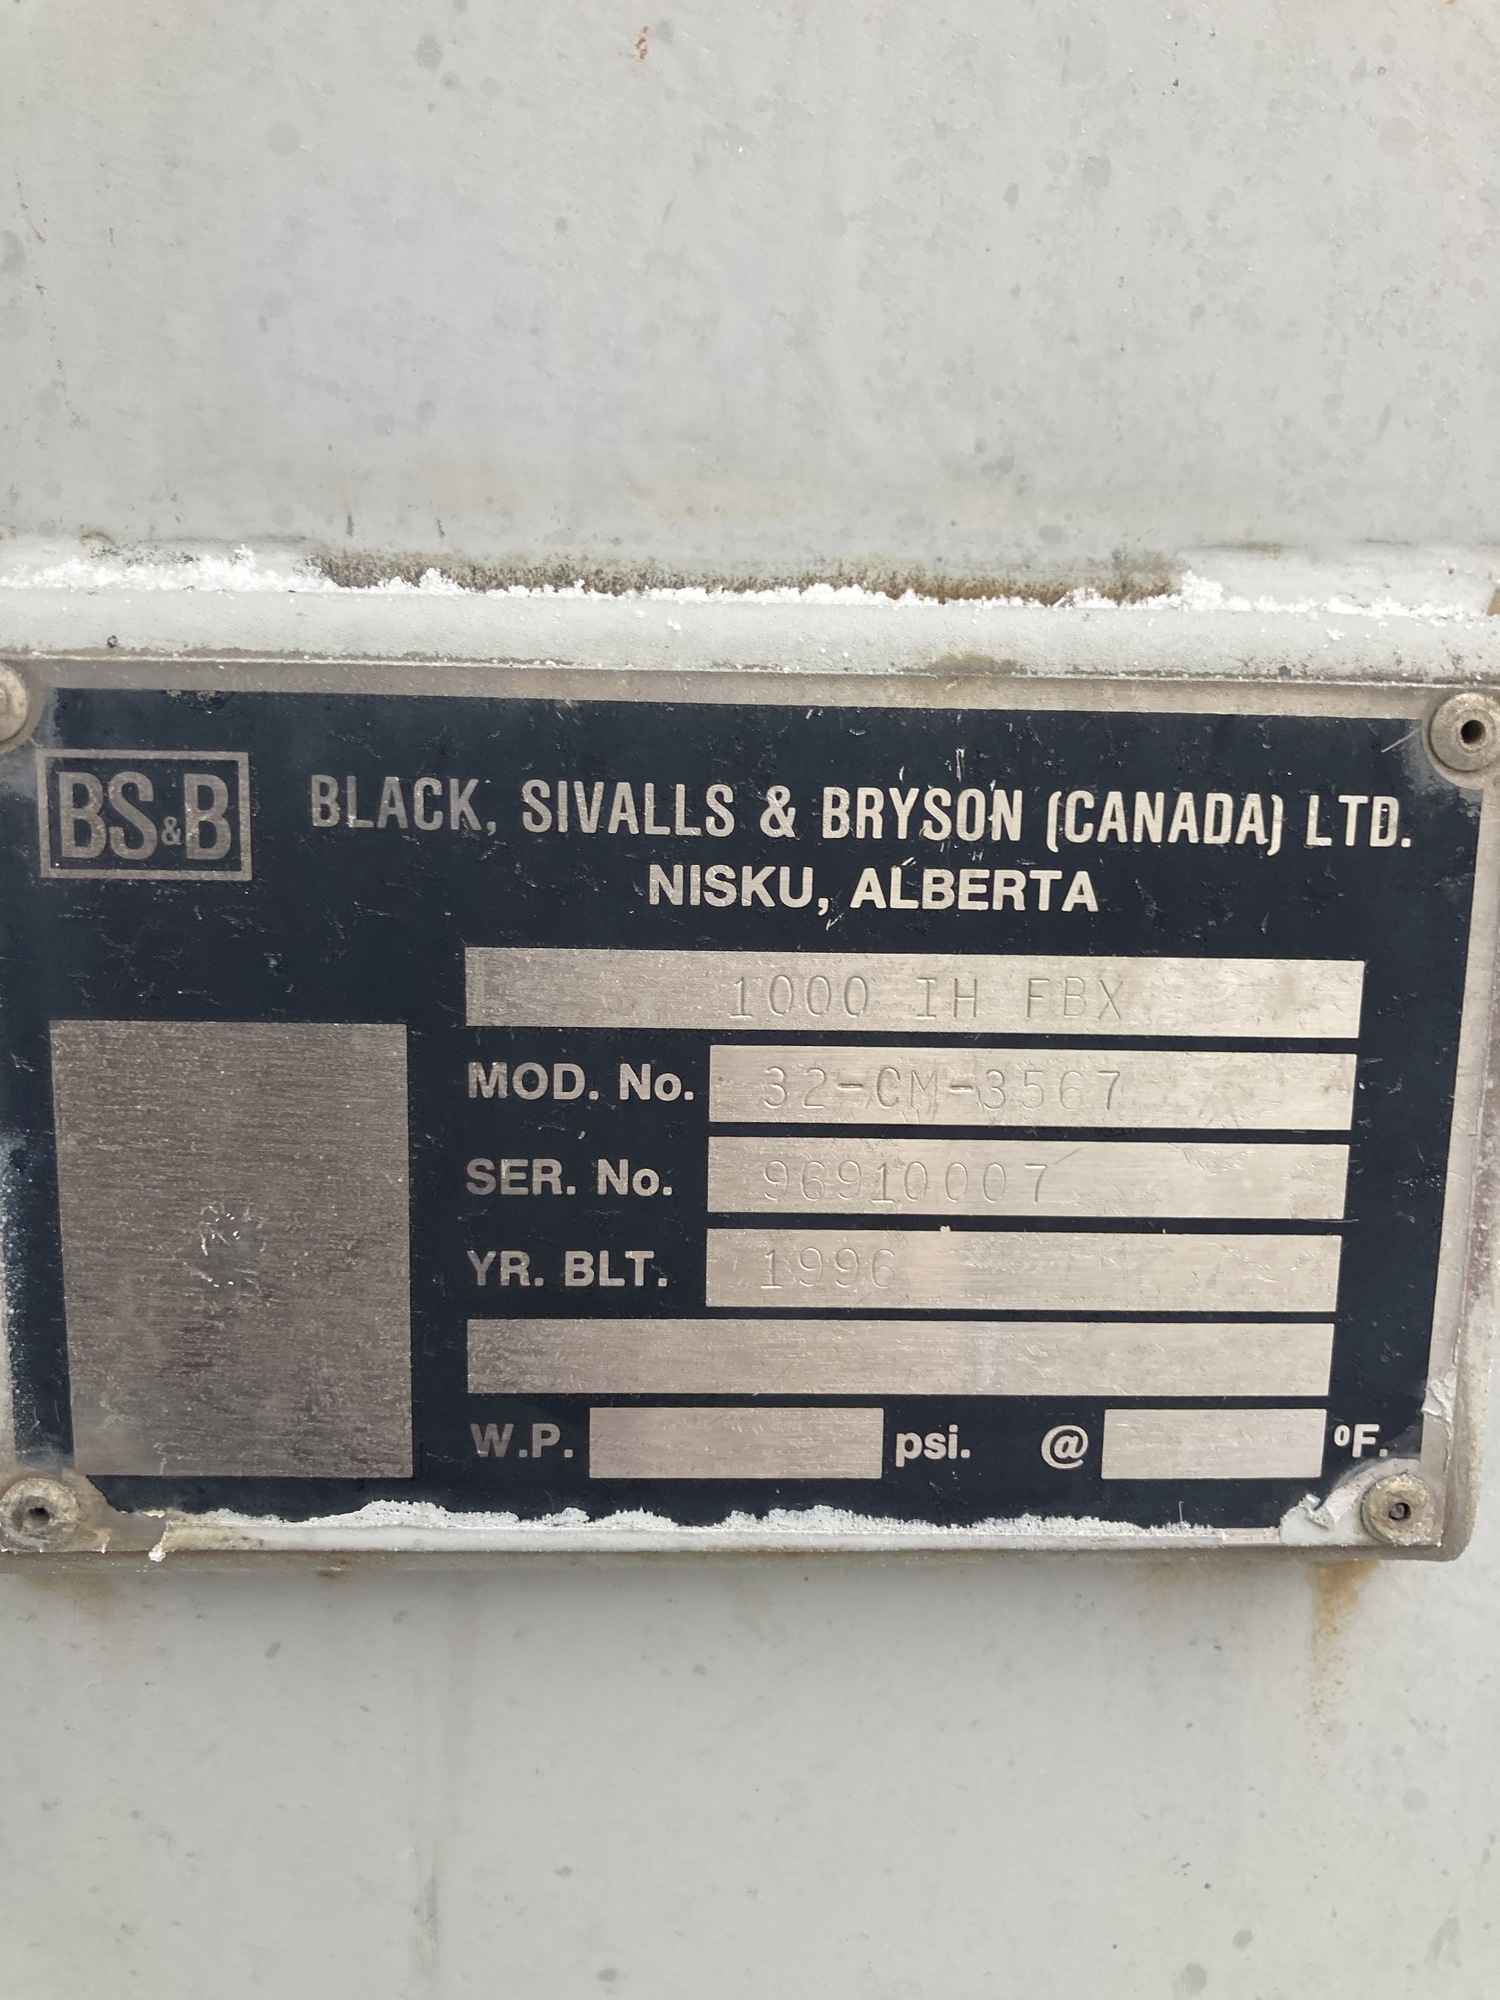 BS&B
BLACK, SIVALLS & BRYSON (CANADA) LTD.
NISKU, ALBERTA
1000 IH FBX
MOD. No. 32-CM-3567
SER. No. 96910007
YR. BLT. 1996
W.P. psi. @ ºF.